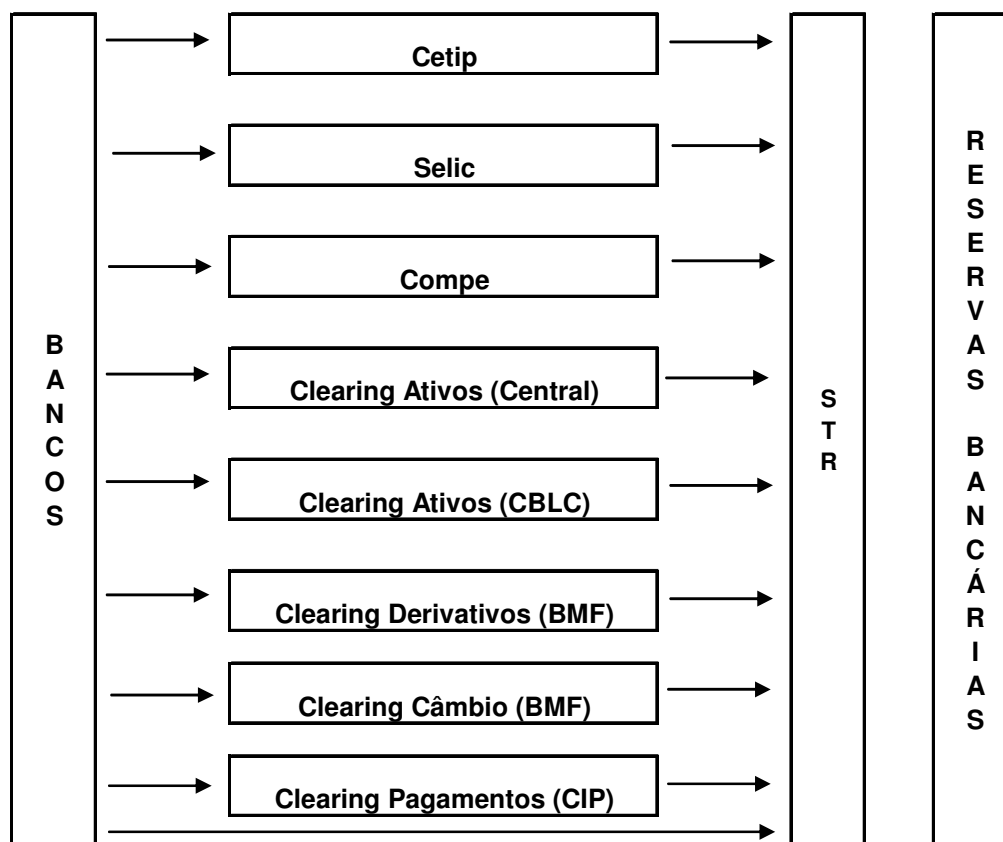 BANCOS
Cetip
Selic
Compe
Clearing Ativos (Central)
Clearing Ativos (CBLC)
Clearing Derivativos (BMF)
Clearing Câmbio (BMF)
Clearing Pagamentos (CIP)
STR
RESERVAS BANCÁRIAS